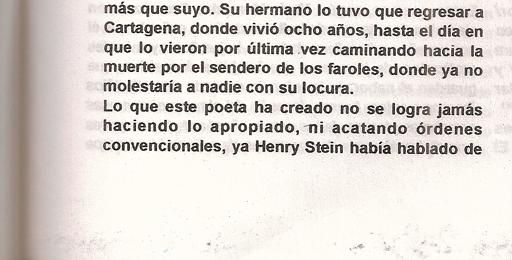 más que suyo. Su hermano lo tuvo que regresar a
Cartagena, donde vivió ocho años, hasta el día en
que lo vieron por última vez caminando hacia la
muerte por el sendero de los faroles, donde ya no
molestaría a nadie con su locura.
Lo que este poeta ha creado no se logra jamás
haciendo lo apropiado, ni acatando órdenes
convencionales, ya Henry Stein había hablado de